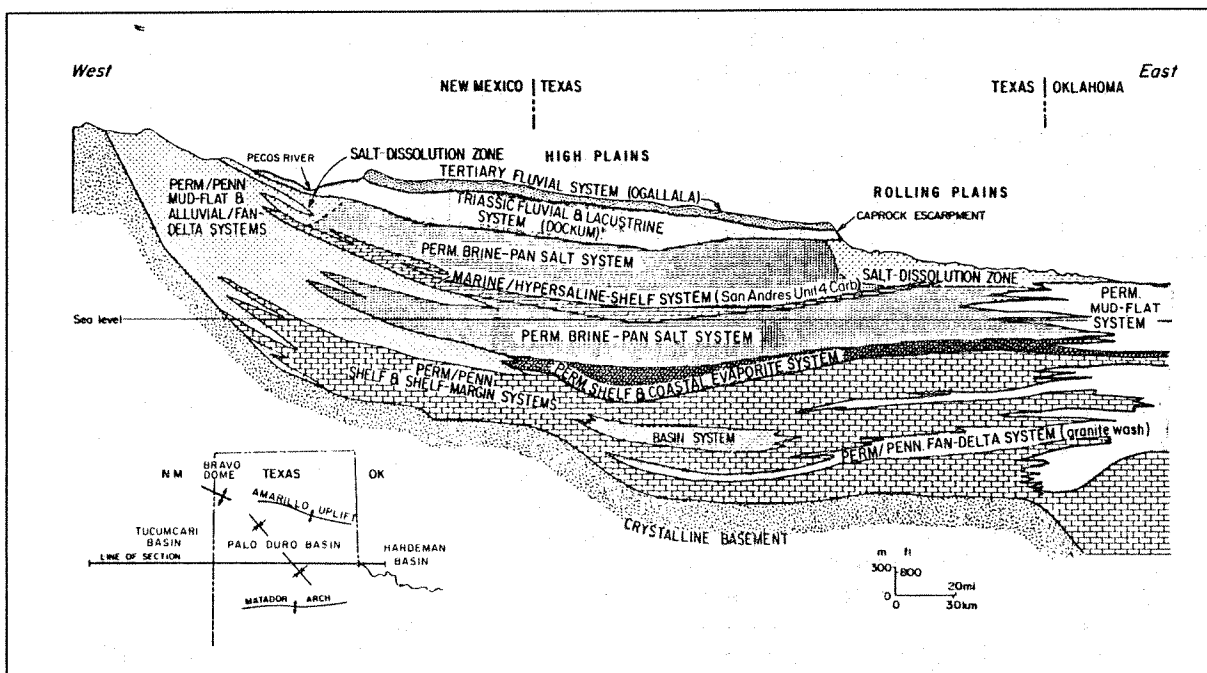 West
East
NEW MEXICO TEXAS
TEXAS OKLAHOMA
PECOS RIVER
SALT-DISSOLUTION ZONE
HIGH PLAINS
TERTIARY FLUVIAL SYSTEM (OGALLALA)
ROLLING PLAINS
CAPROCK ESCARPMENT
PERM/PENN
MUD-FLAT &
ALLUVIAL/FAN-
DELTA SYSTEMS
TRIASSIC FLUVIAL & LACUSTRINE
SYSTEM (DOCKUM)
PERM. BRINE-PAN SALT SYSTEM
MARINE/HYPERSALINE-SHELF SYSTEM (San Andres Unit 4 Carb)
SALT-DISSOLUTION ZONE
PERM.
MUD-FLAT
SYSTEM
Sea level
PERM. BRINE-PAN SALT SYSTEM
PERM. SHELF & COASTAL EVAPORITE SYSTEM
PERM/PENN.
SHELF & SHELF-MARGIN SYSTEMS
BASIN SYSTEM
PERM/PENN. FAN-DELTA SYSTEM (granite wash)
CRYSTALLINE BASEMENT
N M
BRAVO
DOME
TEXAS
OK
AMARILLO UPLIFT
TUCUMCARI
BASIN
PALO DURO BASIN
HARDEMAN
BASIN
LINE OF SECTION
MATADOR ARCH
m ft
300 800
0
20mi
0 30km